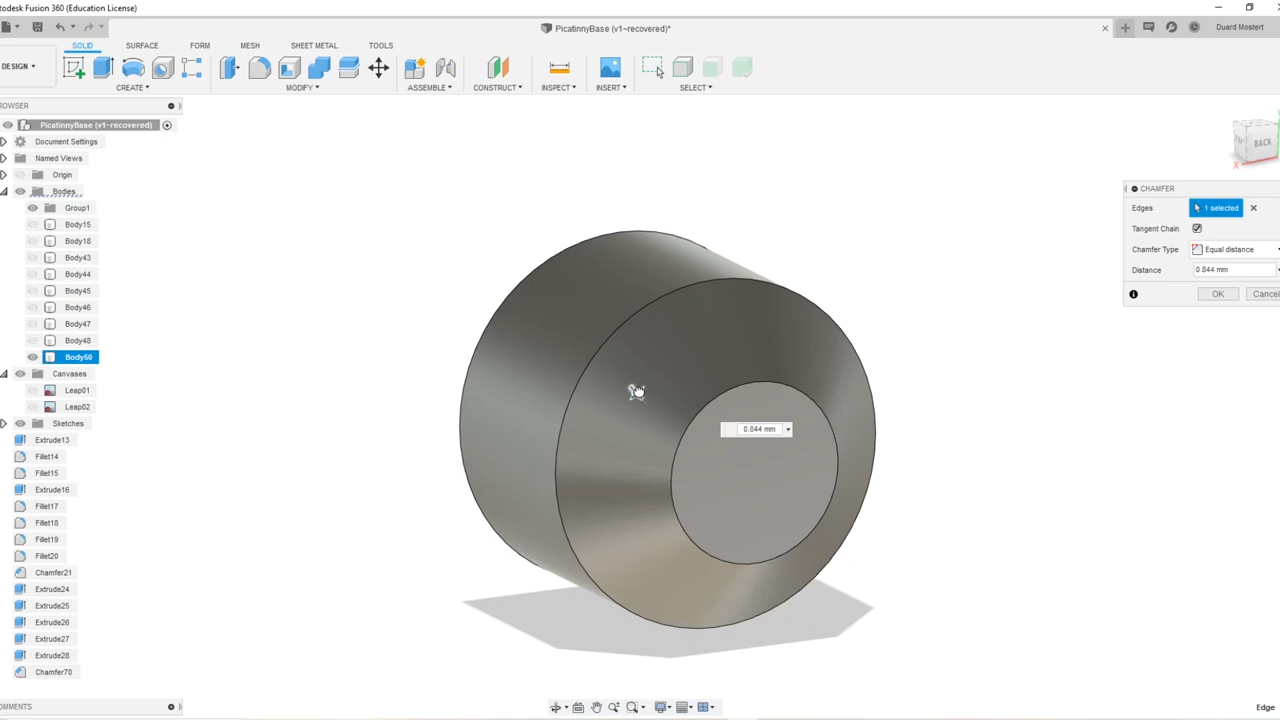 utodesk Fusion 360 (Education License)
PicatinnyBase (v1~recovered)*
Duard Mostert
SOLID SURFACE FORM MESH SHEET METAL TOOLS
DESIGN
CREATE MODIFY ASSEMBLE CONSTRUCT INSPECT INSERT SELECT
ROWSER
PicatinnyBase (v1~recovered)
Document Settings
Named Views
Origin
Bodies
Group1
Body15
Body18
Body43
Body44
Body45
Body46
Body47
Body48
Body50
Canvases
Leap01
Leap02
Sketches
Extrude13
Fillet14
Fillet15
Extrude16
Fillet17
Fillet18
Fillet19
Fillet20
Chamfer21
Extrude24
Extrude25
Extrude26
Extrude27
Extrude28
Chamfer70
OMMENTS
0.844 mm
BACK
X
CHAMFER
Edges 1 selected
Tangent Chain
Chamfer Type Equal distance
Distance 0.844 mm
OK Cancel
Edge